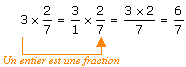 3 × 2/7 = 3/1 × 2/7 = 3 × 2/7 = 6/7
Un entier est une fraction